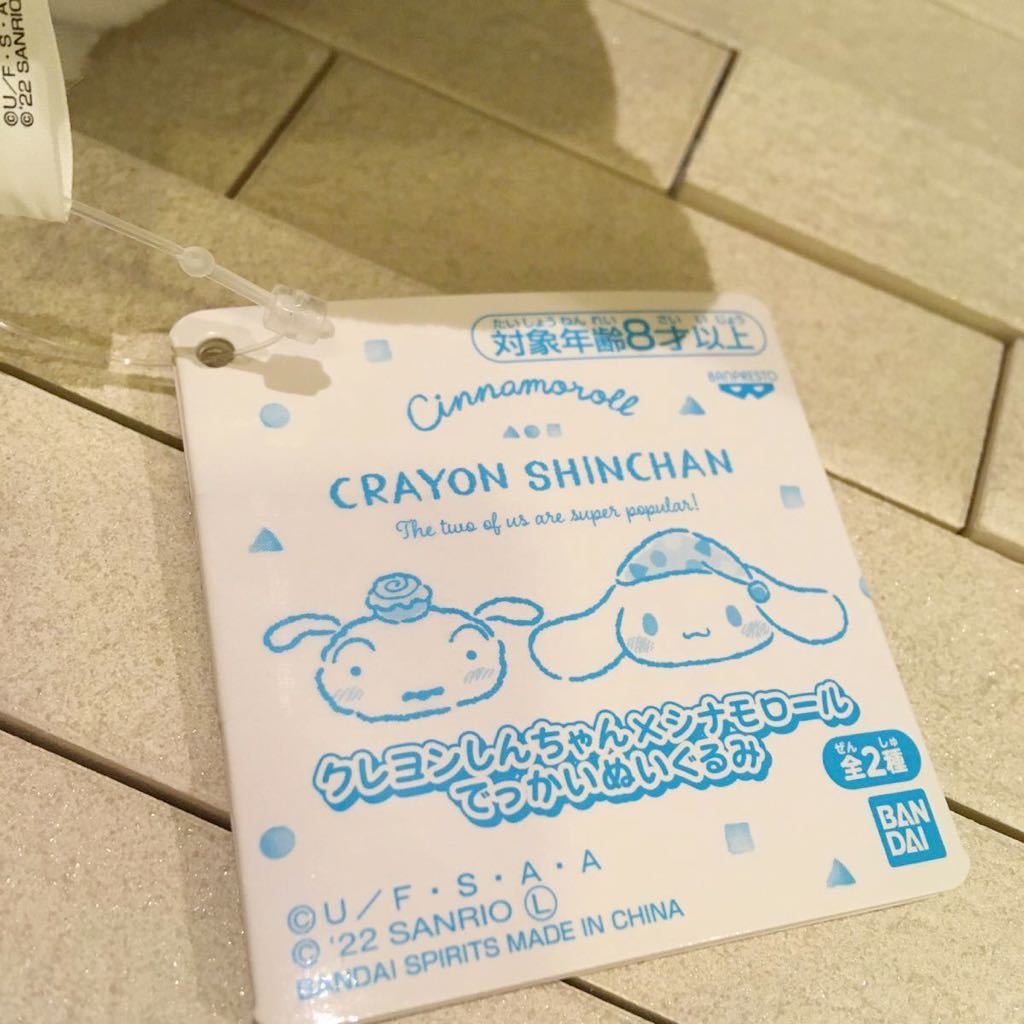 ©U/F・S・A
©'22 SANRIO
たいしょうねんれい さい いじょう
対象年齢8才以上
BANPRESTO
Cinnamoroll
CRAYON SHINCHAN
The two of us are super popular!
クレヨンしんちゃん×シナモロール
でっかいぬいぐるみ
ぜん しゅ
全2種
BAN
DAI
©U/F・S・A・A
©'22 SANRIO Ⓛ
BANDAI SPIRITS MADE IN CHINA